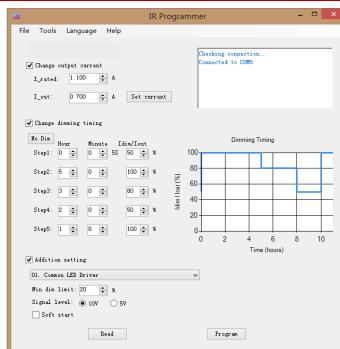 IR Programmer
File Tools Language Help
Checking connection...
Connected to COM5
Change output current
I_rated: 1.100 A
I_out: 0.700 A Set current
Change dimming timing
No Dim Hour Minute Idim/Iout
Step1: 0 0 5S 50 %
Step2: 5 0 100 %
Step3: 3 0 80 %
Step4: 2 0 50 %
Step5: 1 0 100 %
Dimming Timing
Idim Iout (%)
100
80
60
40
20
0
0 2 4 6 8 10
Time (hours)
Addition setting
01. Common LED Driver
Min dim limit: 20 %
Signal level: 10V 5V
Soft start
Read Program